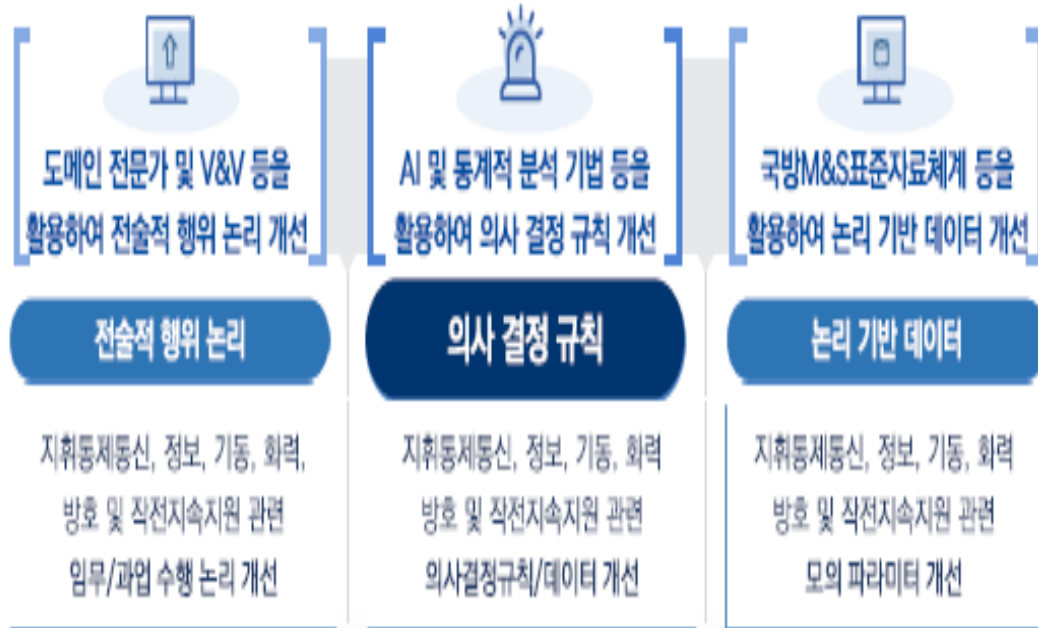 도메인 전문가 및 V&V 등을
활용하여 전술적 행위 논리 개선
전술적 행위 논리
지휘통제통신, 정보, 기동, 화력,
방호 및 작전지속지원 관련
임무/과업 수행 논리 개선
AI 및 통계적 분석 기법 등을
활용하여 의사 결정 규칙 개선
의사 결정 규칙
지휘통제통신, 정보, 기동, 화력
방호 및 작전지속지원 관련
의사결정규칙/데이터 개선
국방M&S표준자료체계 등을
활용하여 논리 기반 데이터 개선
논리 기반 데이터
지휘통제통신, 정보, 기동, 화력
방호 및 작전지속지원 관련
모의 파라미터 개선